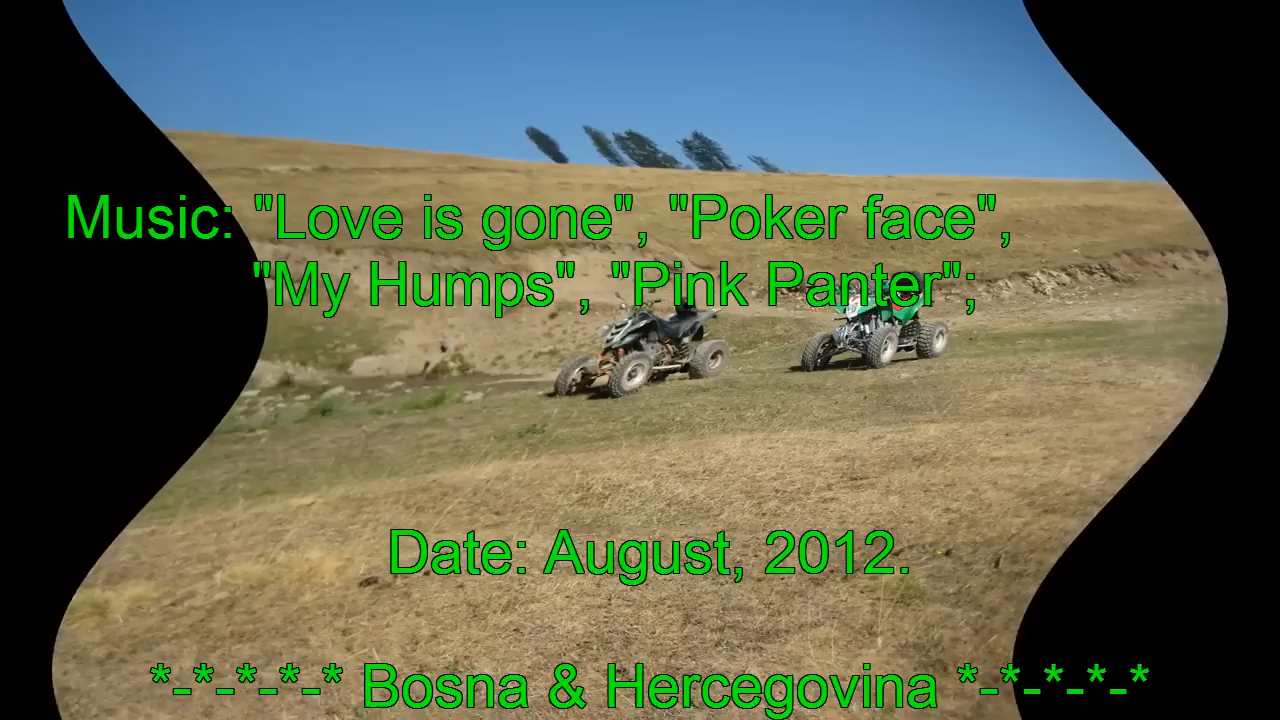 Music: "Love is gone", "Poker face",
"My Humps", "Pink Panter";
Date: August, 2012.
*-*-*-*-* Bosna & Hercegovina *-*-*-*-*